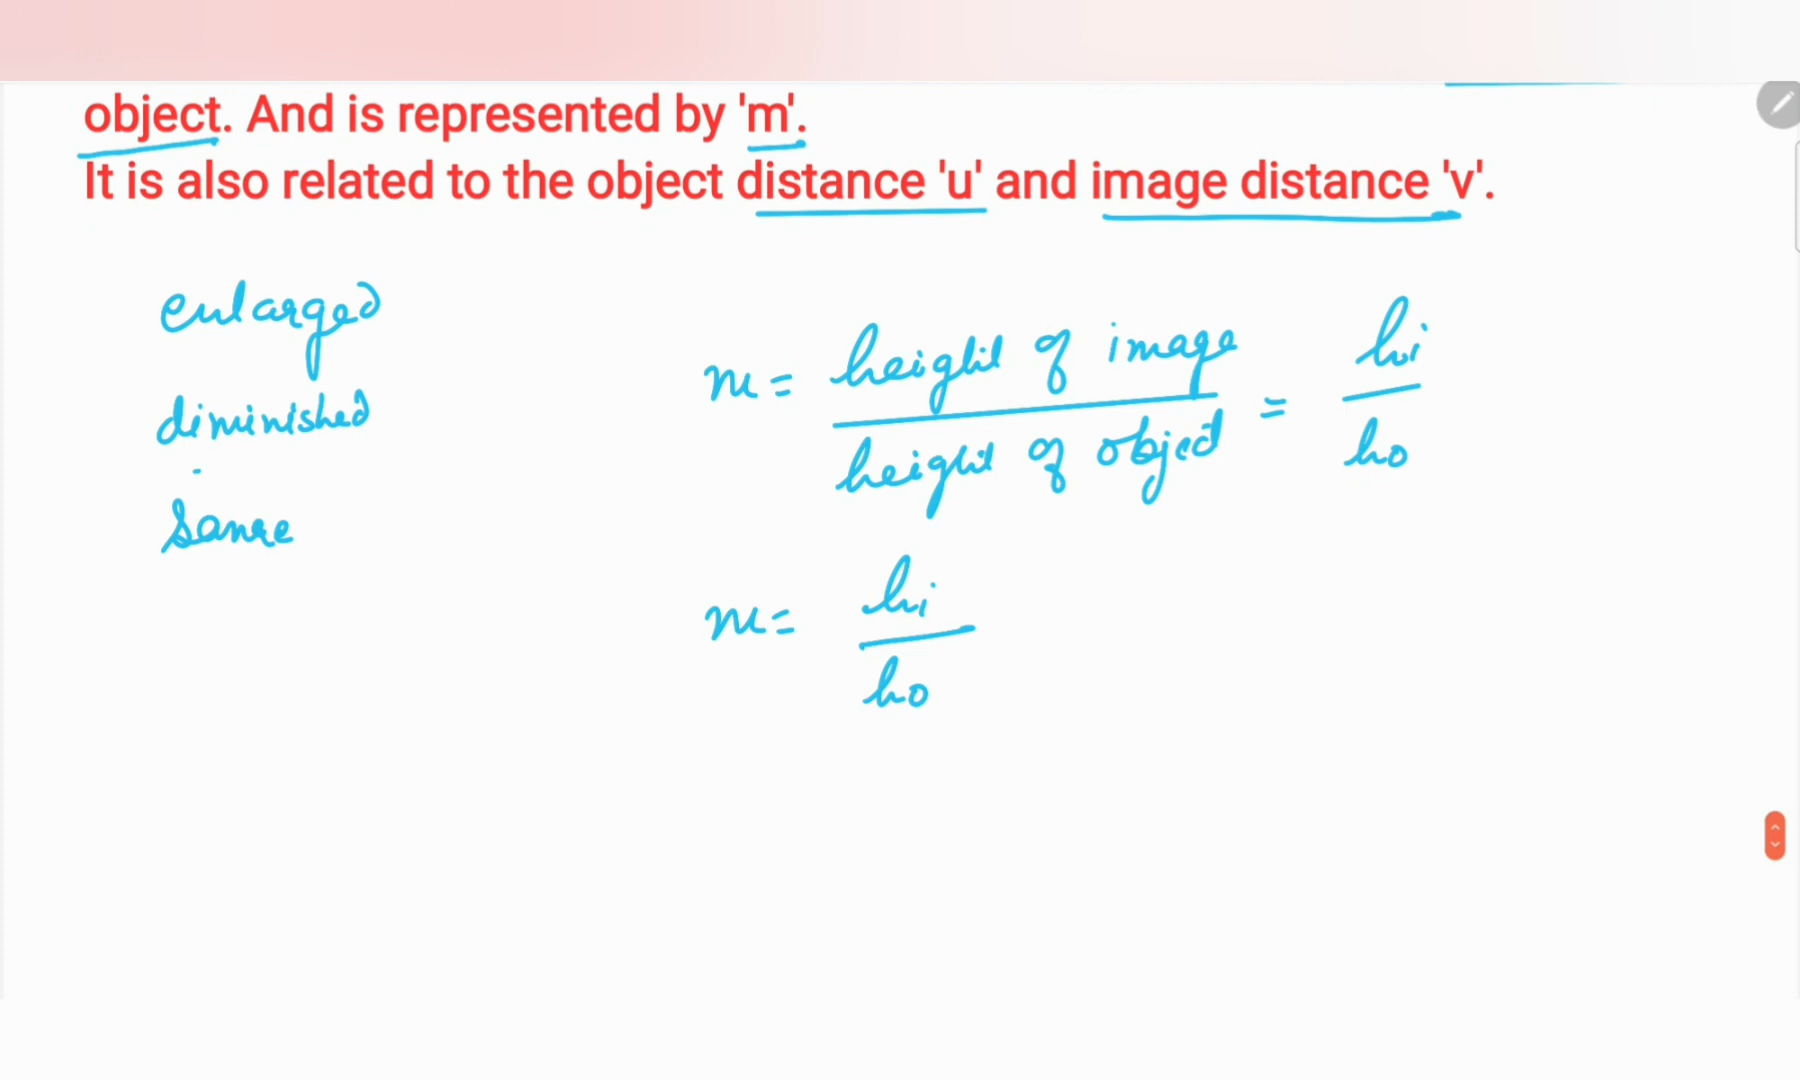 object. And is represented by 'm'.
It is also related to the object distance 'u' and image distance 'v'.
enlarged
diminished
same
m = height of image / height of object = hi / ho
m = hi / ho